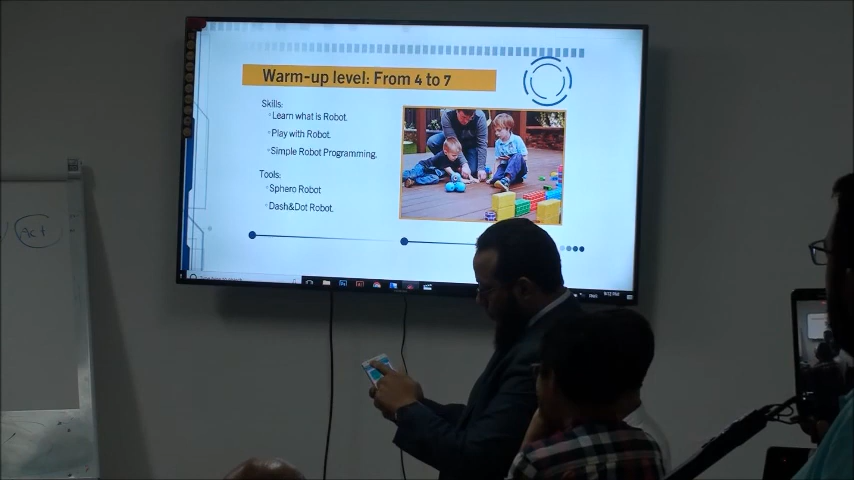 Warm-up level: From 4 to 7
Skills:
Learn what is Robot.
Play with Robot.
Simple Robot Programming.
Tools:
Sphero Robot
Dash&Dot Robot.